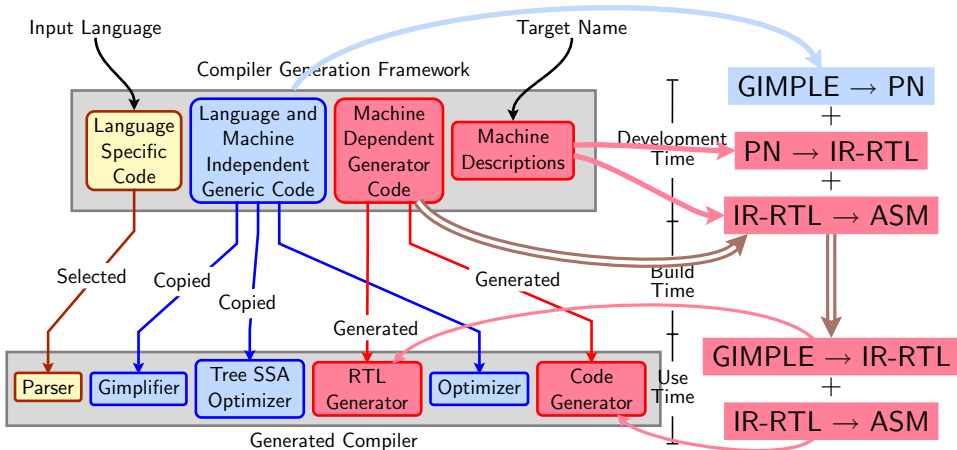 Input Language
Target Name
Compiler Generation Framework
Language
Specific
Code
Language and
Machine
Independent
Generic Code
Machine
Dependent
Generator
Code
Machine
Descriptions
Development
Time
Build
Time
Use
Time
GIMPLE → PN
+
PN → IR-RTL
+
IR-RTL → ASM
GIMPLE → IR-RTL
+
IR-RTL → ASM
Selected
Copied
Copied
Generated
Generated
Parser
Gimplifier
Tree SSA
Optimizer
RTL
Generator
Optimizer
Code
Generator
Generated Compiler